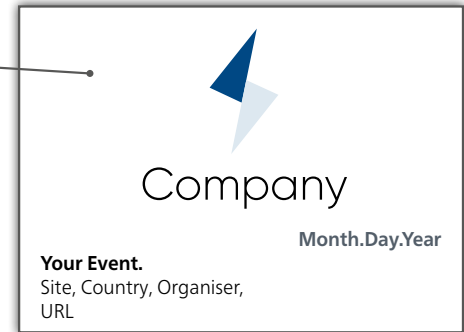 Company
Month.Day.Year
Your Event.
Site, Country, Organiser,
URL